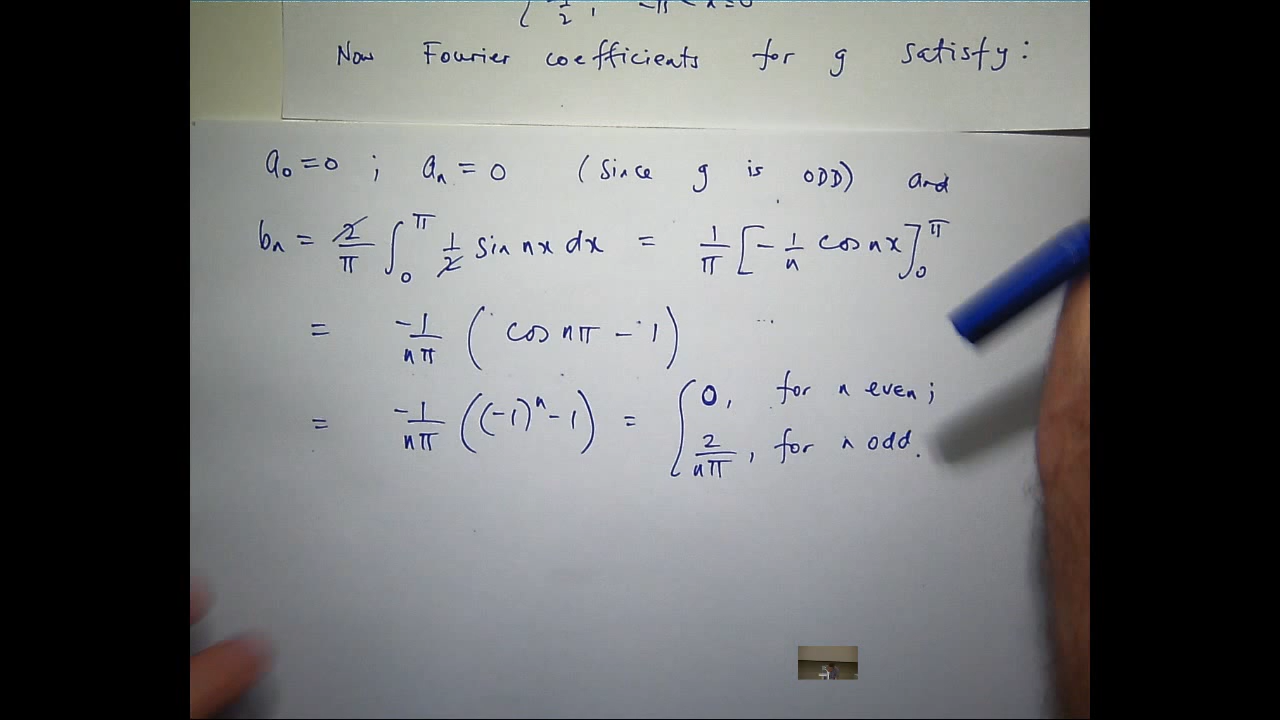 Now Fourier coefficients for g satisfy:
a₀ = 0 ; aₙ = 0 (since g is ODD) and
bₙ = 2/π ∫₀^π 1/2 sin nx dx = 1/π [-1/n cos nx]₀^π
= -1/nπ (cos nπ - 1)
= -1/nπ ((-1)ⁿ - 1) = { 0, for n even;
2/nπ, for n odd.